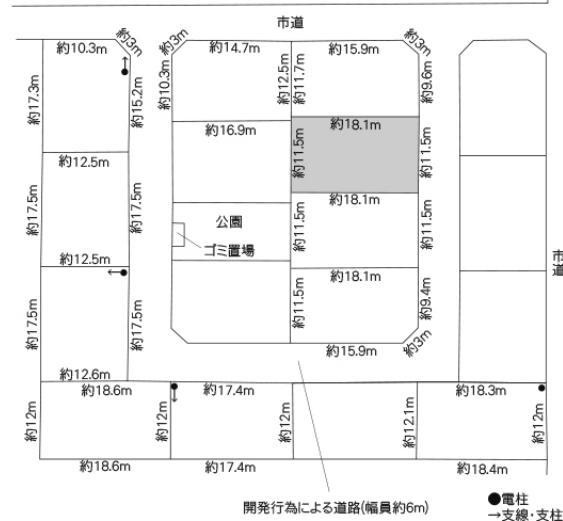 市道
約3m
約3m
約3m
約10.3m
約14.7m
約15.9m
約17.3m
約15.2m
約10.3m
約12.5m
約11.7m
約9.6m
約16.9m
約18.1m
約12.5m
約11.5m
約11.5m
約17.5m
約17.5m
公園
ゴミ置場
約18.1m
約11.5m
市道
約12.5m
約18.1m
約17.5m
約17.5m
約11.5m
約9.4m
約3m
約15.9m
約12.6m
約18.6m
約17.4m
約18.3m
約12m
約12m
約12m
約12.1m
約12m
約18.6m
約17.4m
約18.4m
開発行為による道路(幅員約6m)
●電柱
→支線・支柱